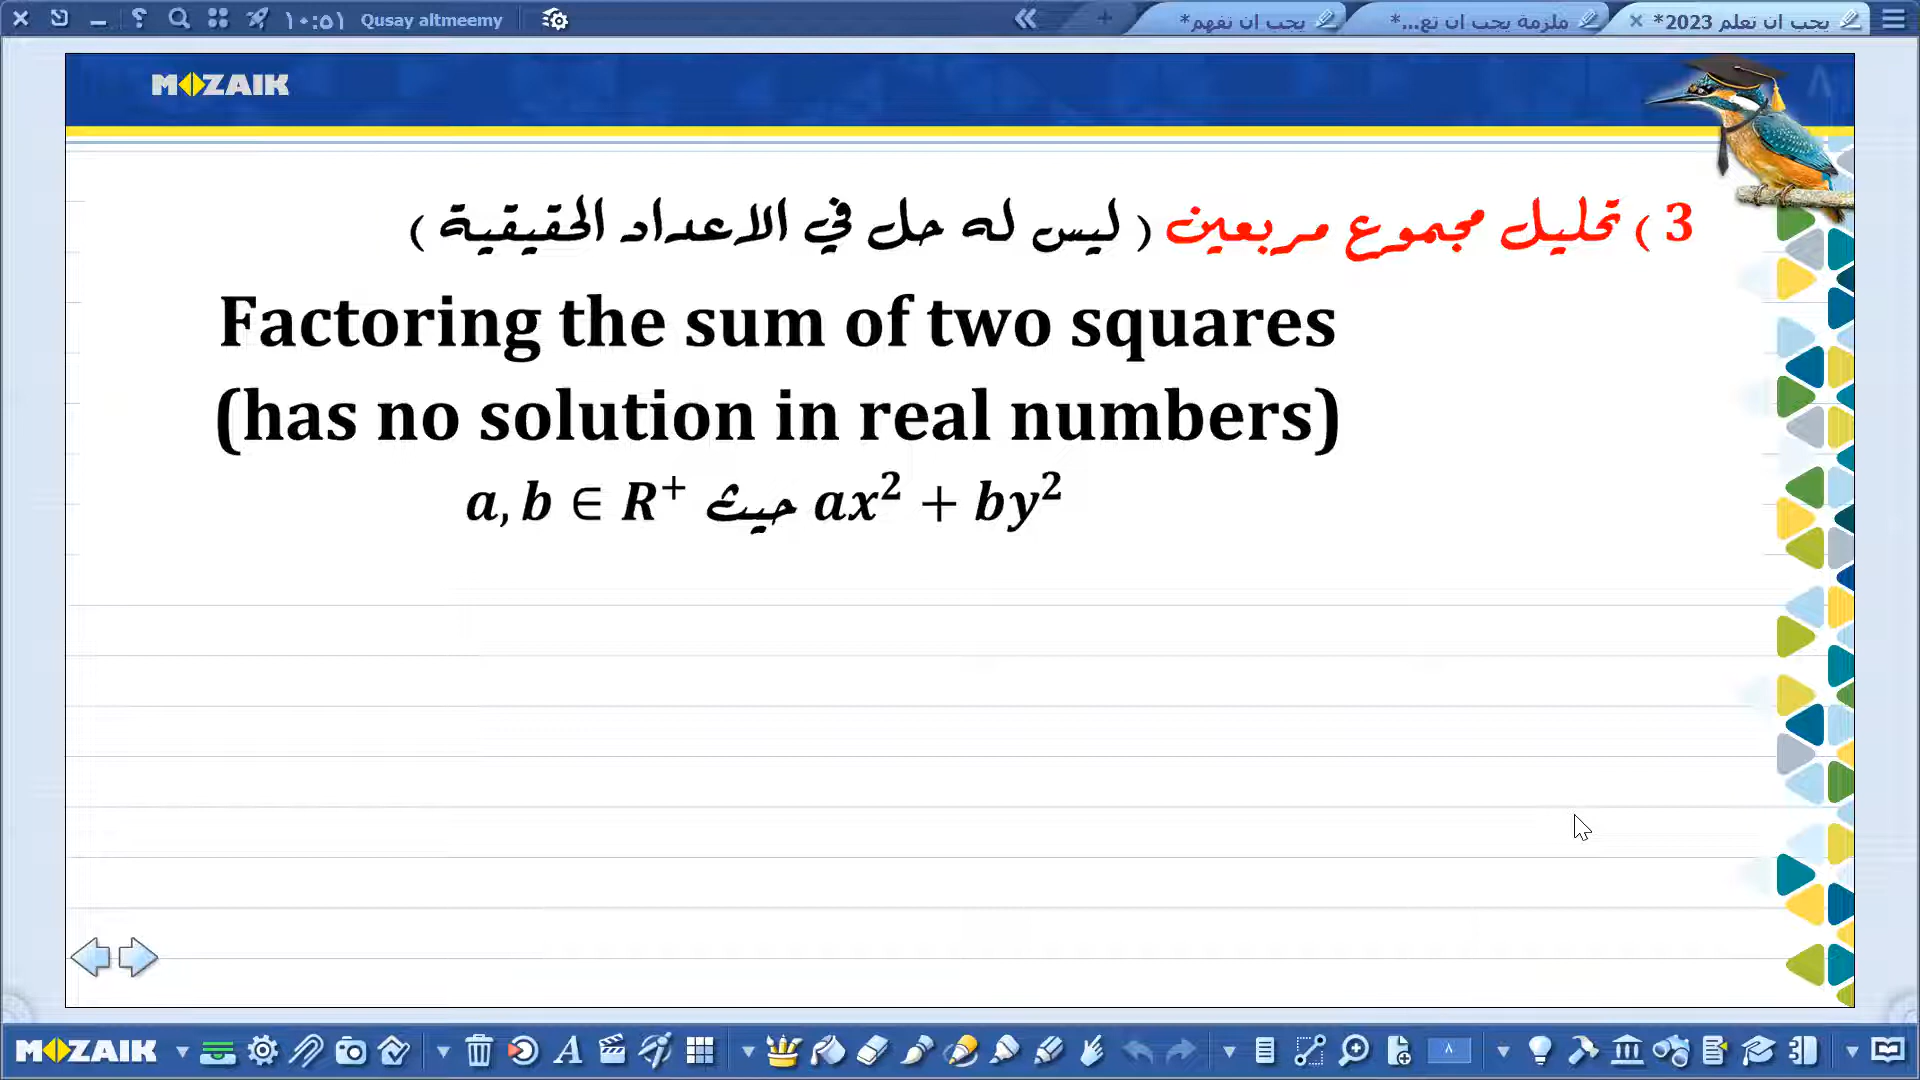 ١٠:٥١ Qusay altmeemy
يجب ان تعلم 2023*
ملزمة يجب ان تع...*
يجب ان نفهم*
MOZAIK
٨
3 ) تحليل مجموع مربعين ( ليس له حل في الاعداد الحقيقية )
Factoring the sum of two squares
(has no solution in real numbers)
a, b ∈ R⁺ حيث ax² + by²
MOZAIK
٨